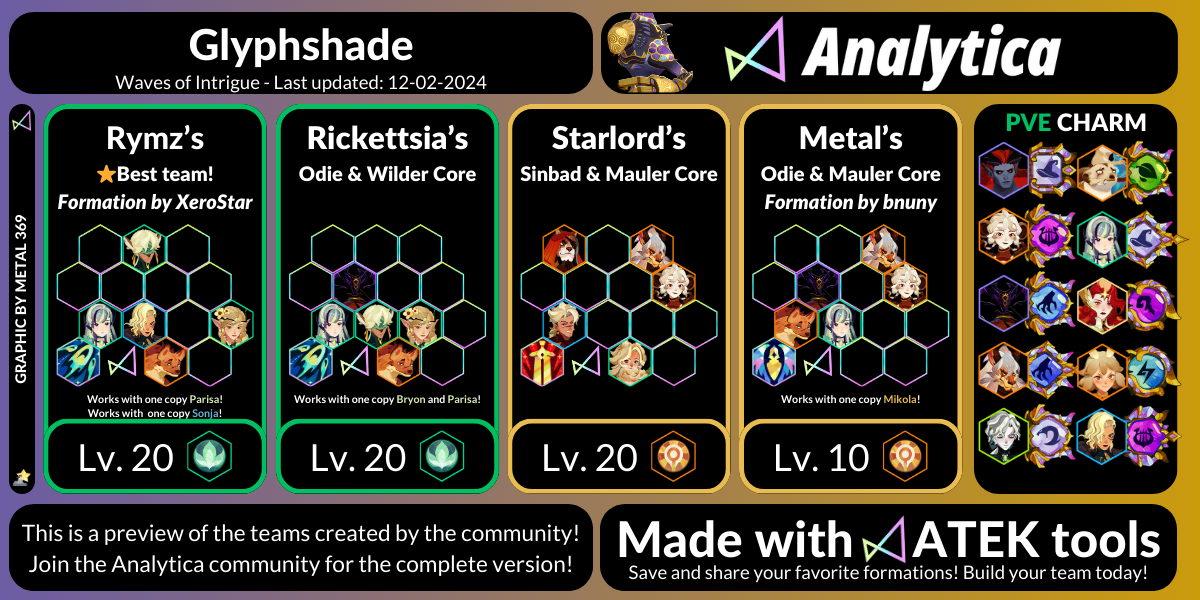 Glyphshade
Waves of Intrigue - Last updated: 12-02-2024
Analytica
GRAPHIC BY METAL 369
Rymz's
Best team!
Formation by XeroStar
Works with one copy Parisa!
Works with one copy Sonja!
Lv. 20
Rickettsia's
Odie & Wilder Core
Works with one copy Bryon and Parisa!
Lv. 20
Starlord's
Sinbad & Mauler Core
Lv. 20
Metal's
Odie & Mauler Core
Formation by bnuny
Works with one copy Mikola!
Lv. 10
PVE CHARM
This is a preview of the teams created by the community!
Join the Analytica community for the complete version!
Made with ATEK tools
Save and share your favorite formations! Build your team today!